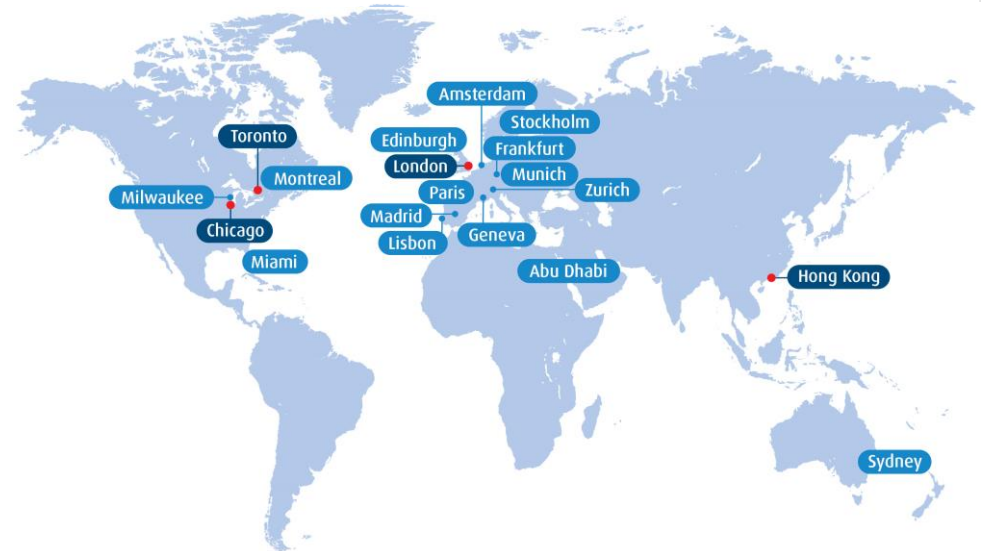 Amsterdam
Stockholm
Toronto
Edinburgh
Frankfurt
London
Montreal
Munich
Milwaukee
Paris
Zurich
Madrid
Chicago
Geneva
Lisbon
Miami
Abu Dhabi
Hong Kong
Sydney